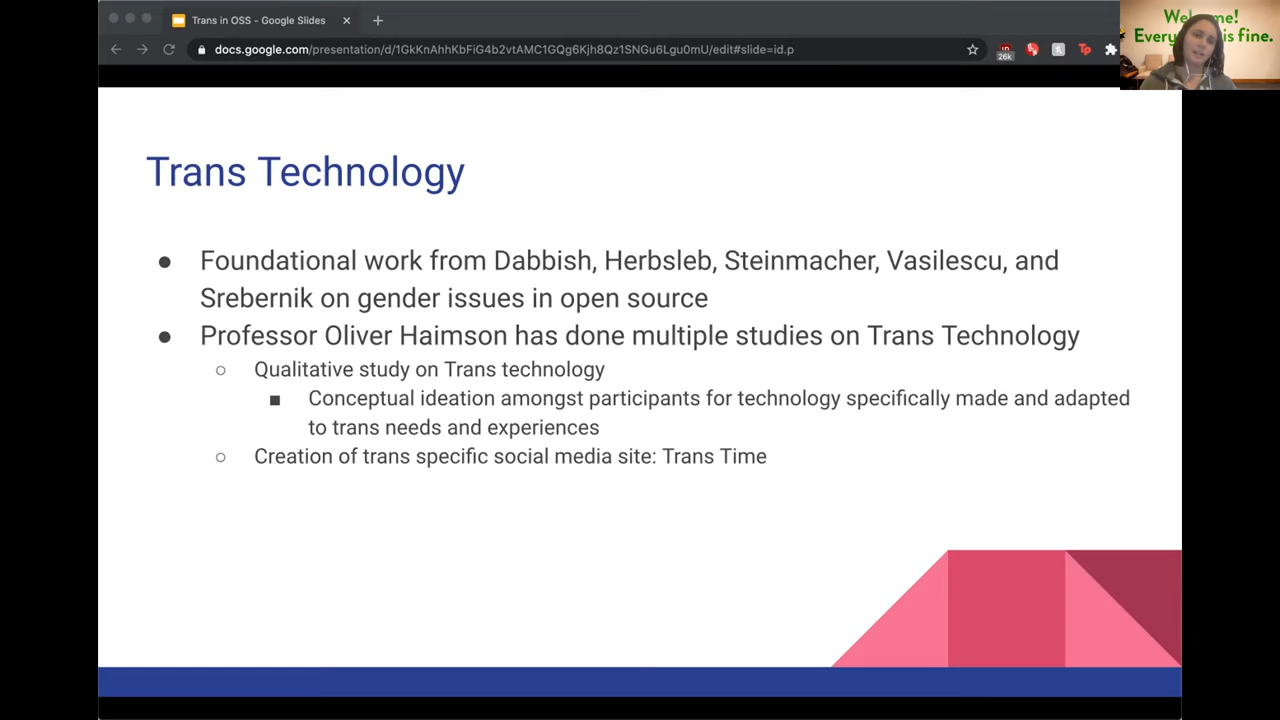 Trans in OSS - Google Slides
docs.google.com/presentation/d/1GkKnAhhKbFiG4b2vtAMC1GQg6Kjh8Qz1SNGu6Lgu0mU/edit#slide=id.p
26k
Tp
Welcome!
is fine.
Trans Technology
● Foundational work from Dabbish, Herbsleb, Steinmacher, Vasilescu, and
Srebernik on gender issues in open source
● Professor Oliver Haimson has done multiple studies on Trans Technology
○ Qualitative study on Trans technology
■ Conceptual ideation amongst participants for technology specifically made and adapted
to trans needs and experiences
○ Creation of trans specific social media site: Trans Time